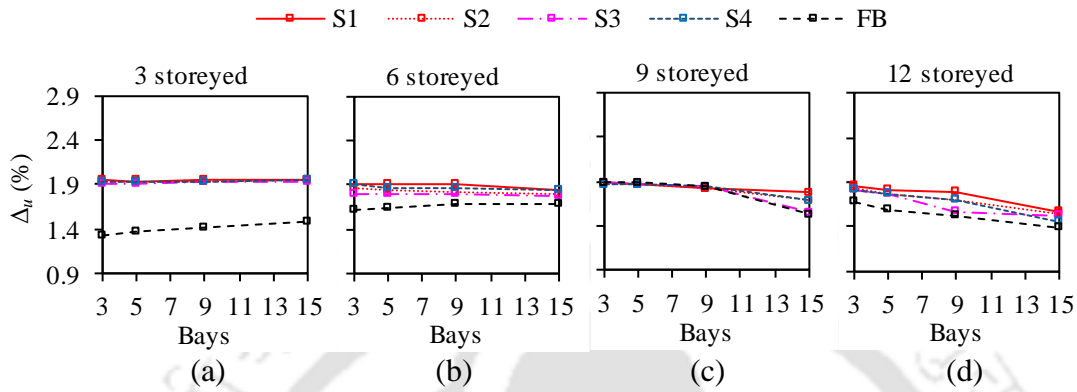 S1 S2 S3 S4 FB
3 storeyed 6 storeyed 9 storeyed 12 storeyed
Δu (%)
2.9
2.4
1.9
1.4
0.9
3 5 7 9 11 13 15 3 5 7 9 11 13 15 3 5 7 9 11 13 15 3 5 7 9 11 13 15
Bays Bays Bays Bays
(a) (b) (c) (d)